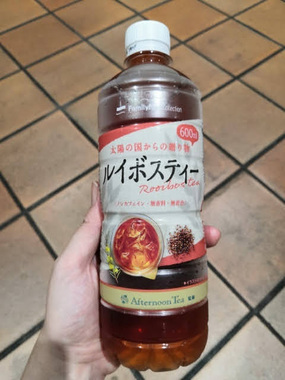 FamilyMart collection
太陽の国からの贈り物
600ml
ルイボスティー
Rooibos tea
ノンカフェイン・無香料・無着色
Afternoon Tea 監修